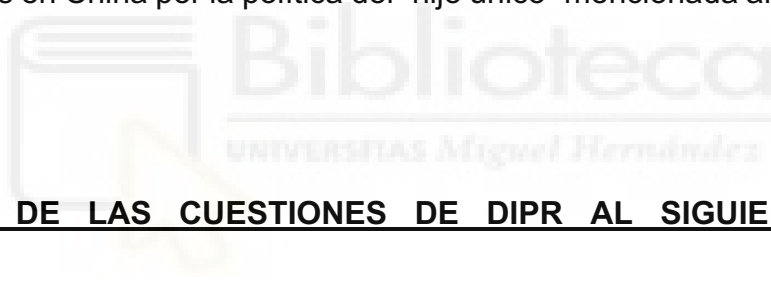 s en China por la política del "hijo único" mencionada a
Biblioteca
UNIVERSITAS Miguel Hernández
DE LAS CUESTIONES DE DIPR AL SIGUIE